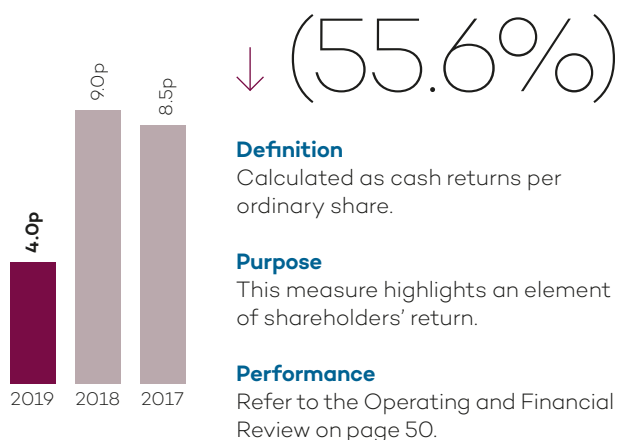 (55.6%)
9.0p
8.5p
4.0p
2019 2018 2017
Definition
Calculated as cash returns per
ordinary share.
Purpose
This measure highlights an element
of shareholders' return.
Performance
Refer to the Operating and Financial
Review on page 50.